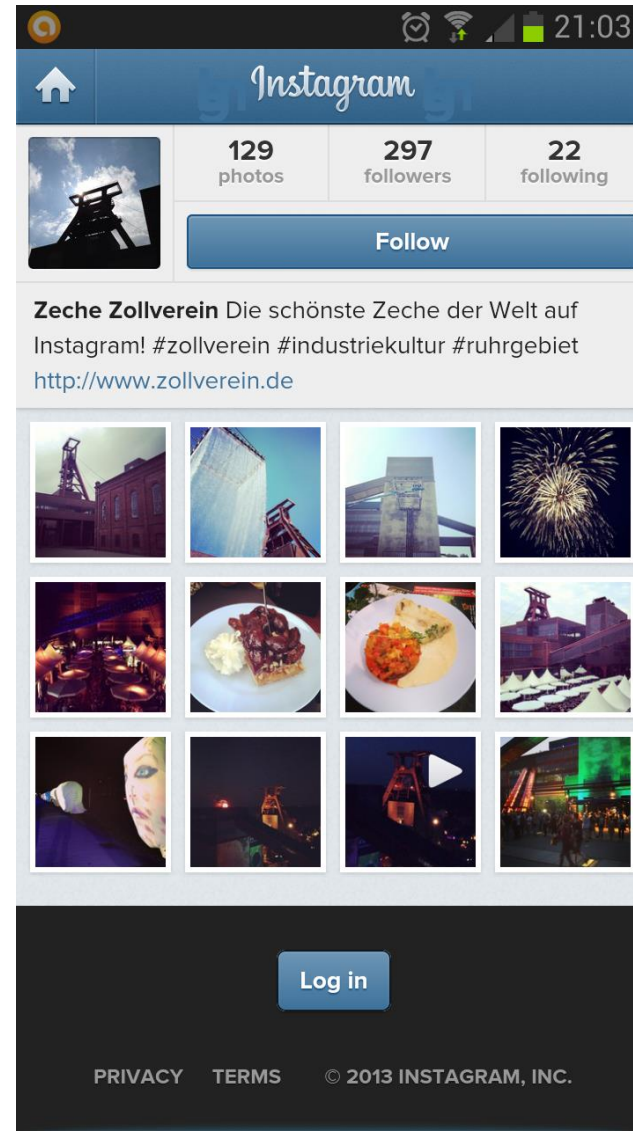 21:03
Instagram
129 297 22
photos followers following
Follow
Zeche Zollverein Die schönste Zeche der Welt auf
Instagram! #zollverein #industriekultur #ruhrgebiet
http://www.zollverein.de
Log in
PRIVACY TERMS © 2013 INSTAGRAM, INC.